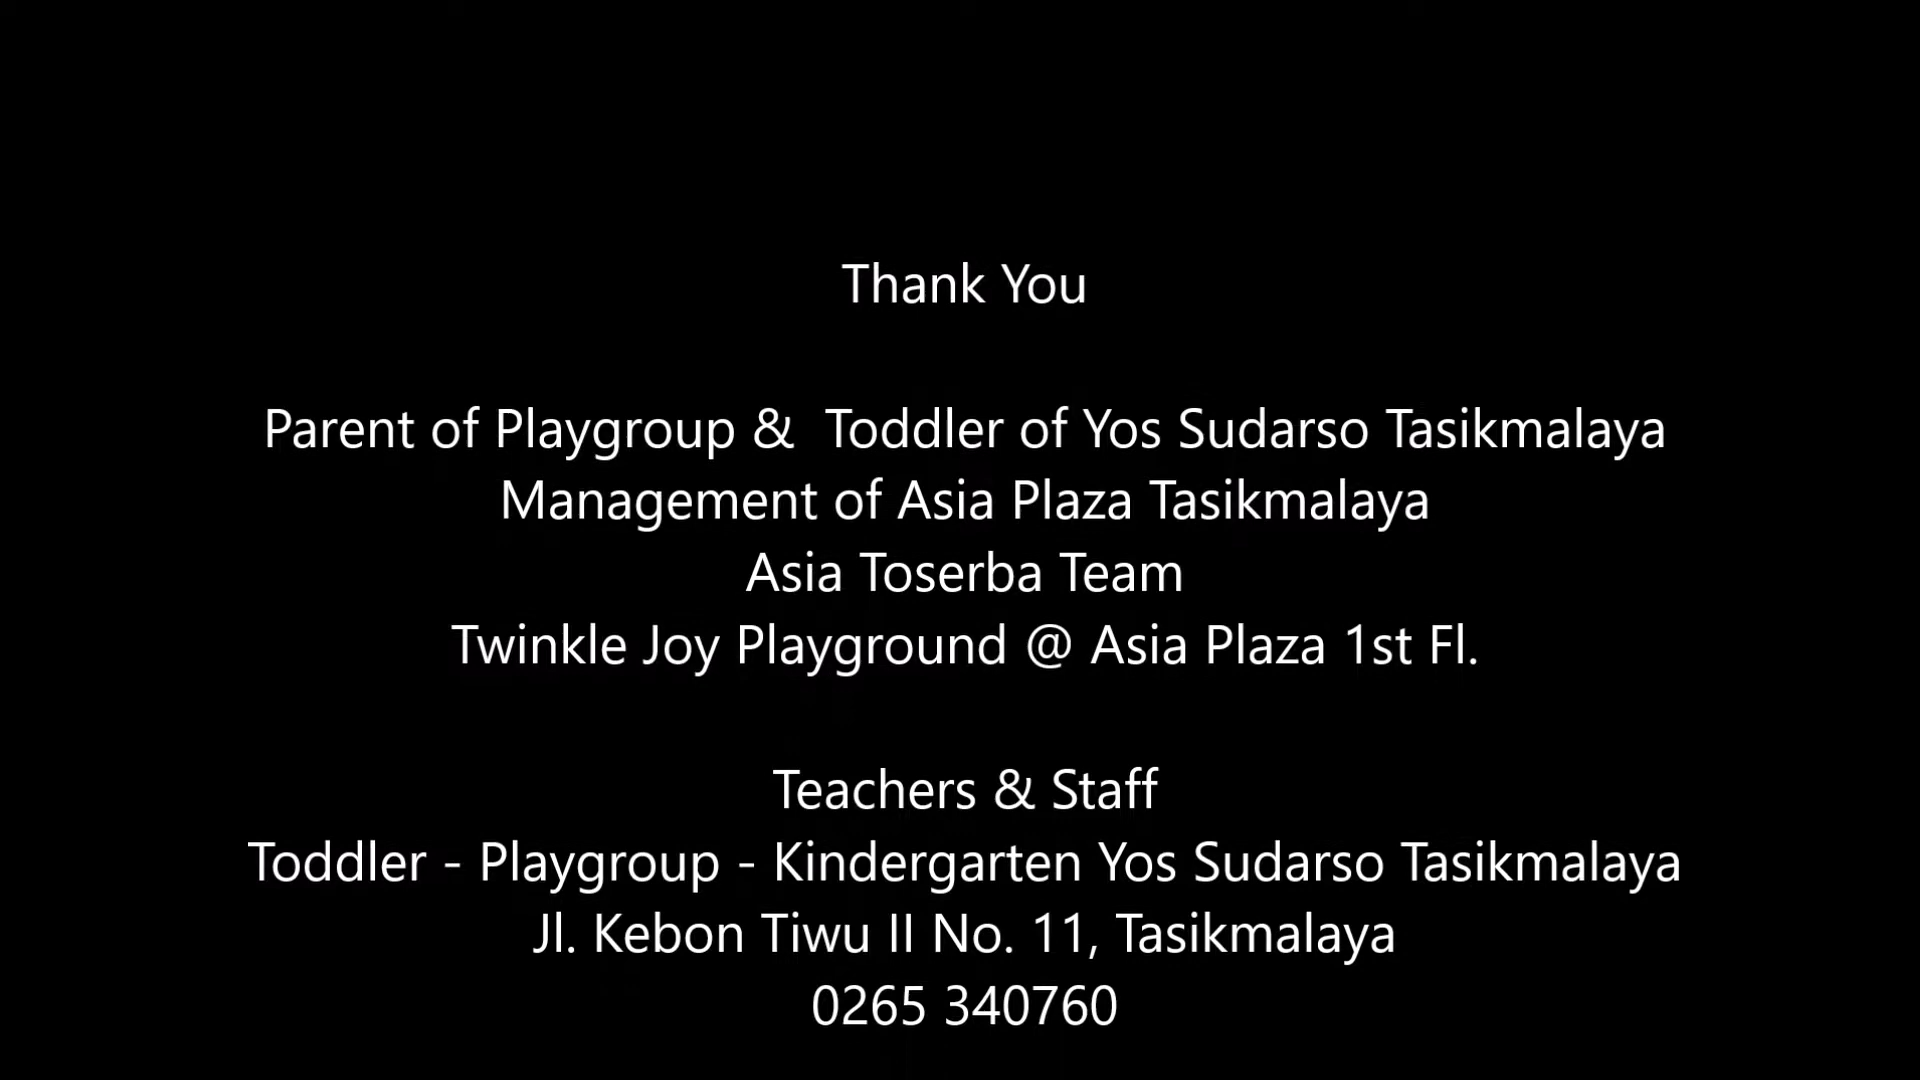 Thank You
Parent of Playgroup &  Toddler of Yos Sudarso Tasikmalaya
Management of Asia Plaza Tasikmalaya
Asia Toserba Team
Twinkle Joy Playground @ Asia Plaza 1st Fl.
Teachers & Staff
Toddler - Playgroup - Kindergarten Yos Sudarso Tasikmalaya
Jl. Kebon Tiwu II No. 11, Tasikmalaya
0265 340760